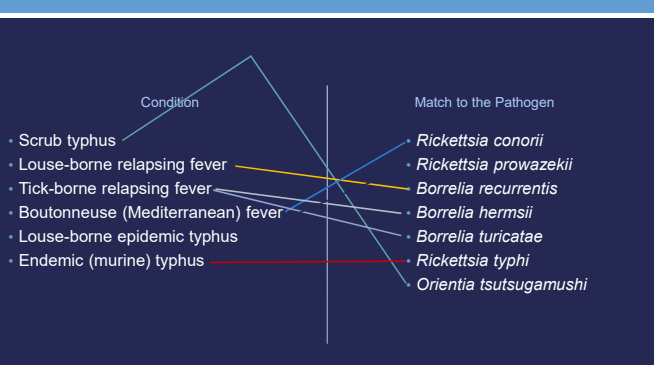 Condition
• Scrub typhus
• Louse-borne relapsing fever
• Tick-borne relapsing fever
• Boutonneuse (Mediterranean) fever
• Louse-borne epidemic typhus
• Endemic (murine) typhus
Match to the Pathogen
• Rickettsia conorii
• Rickettsia prowazekii
• Borrelia recurrentis
• Borrelia hermsii
• Borrelia turicatae
• Rickettsia typhi
• Orientia tsutsugamushi